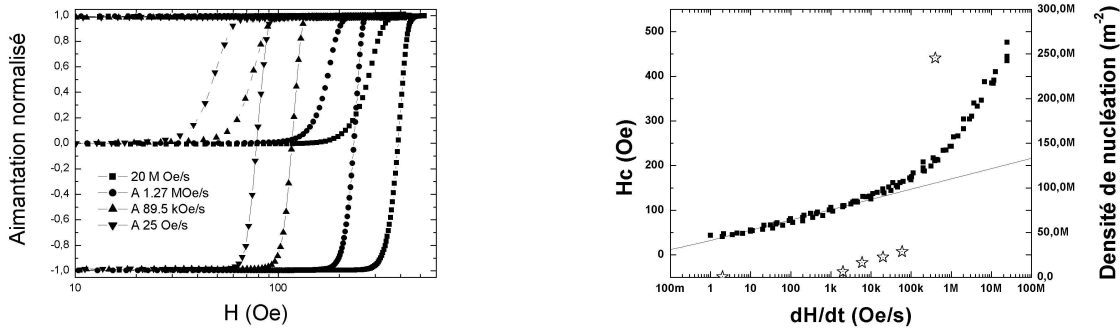 Aimantation normalisé
1,0
0,8
0,6
0,4
0,2
0,0
-0,2
-0,4
-0,6
-0,8
-1,0
20 M Oe/s
A 1.27 MOe/s
A 89.5 kOe/s
A 25 Oe/s
10
100
H (Oe)
Hc (Oe)
500
400
300
200
100
0
100m 1 10 100 1k 10k 100k 1M 10M 100M
dH/dt (Oe/s)
300,0M
250,0M
200,0M
150,0M
100,0M
50,0M
0,0
Densité de nucléation (m⁻²)